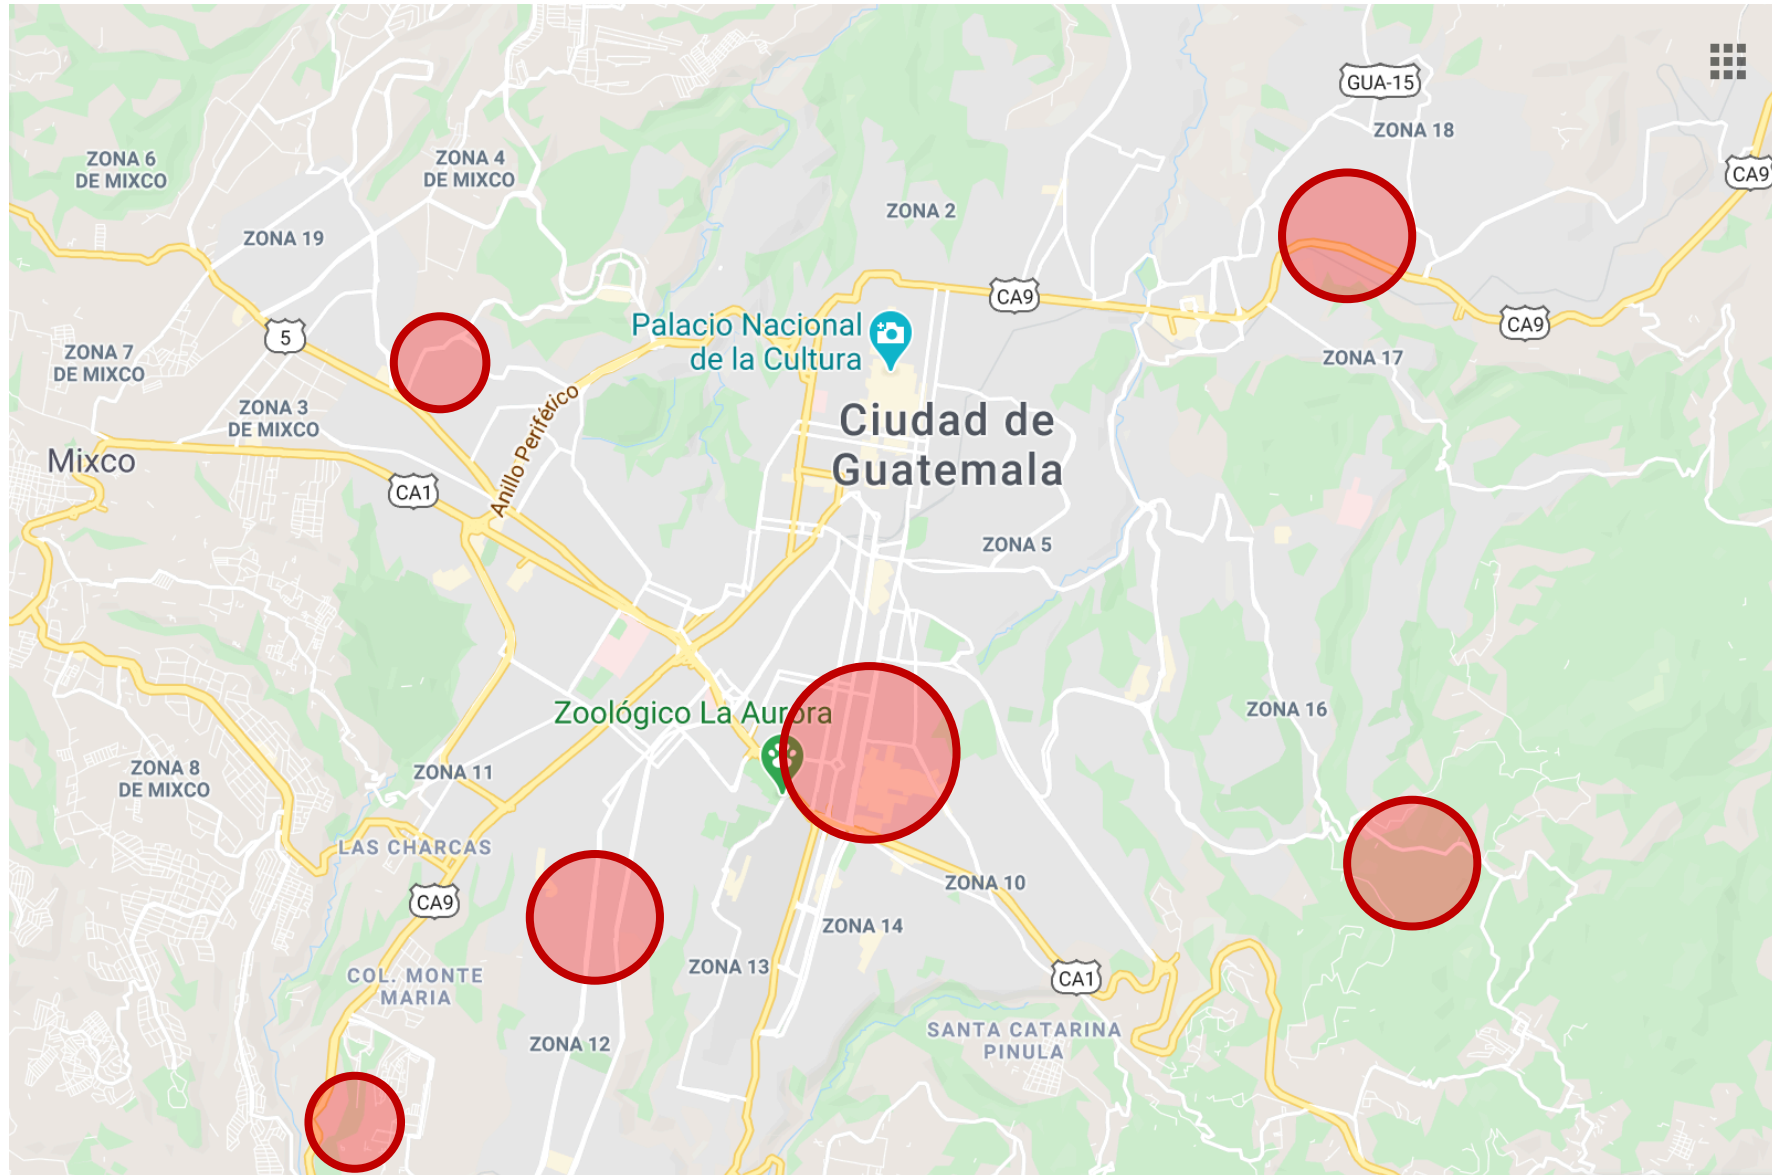 GUA-15
ZONA 18
ZONA 6
DE MIXCO
ZONA 4
DE MIXCO
CA9
ZONA 2
ZONA 19
CA9
Palacio Nacional
de la Cultura
CA9
5
ZONA 7
DE MIXCO
ZONA 17
Anillo Periférico
ZONA 3
DE MIXCO
Ciudad de
Guatemala
Mixco
CA1
ZONA 5
Zoológico La Aurora
ZONA 16
ZONA 8
DE MIXCO
ZONA 11
LAS CHARCAS
ZONA 10
CA9
ZONA 14
ZONA 13
COL. MONTE
MARIA
CA1
SANTA CATARINA
PINULA
ZONA 12